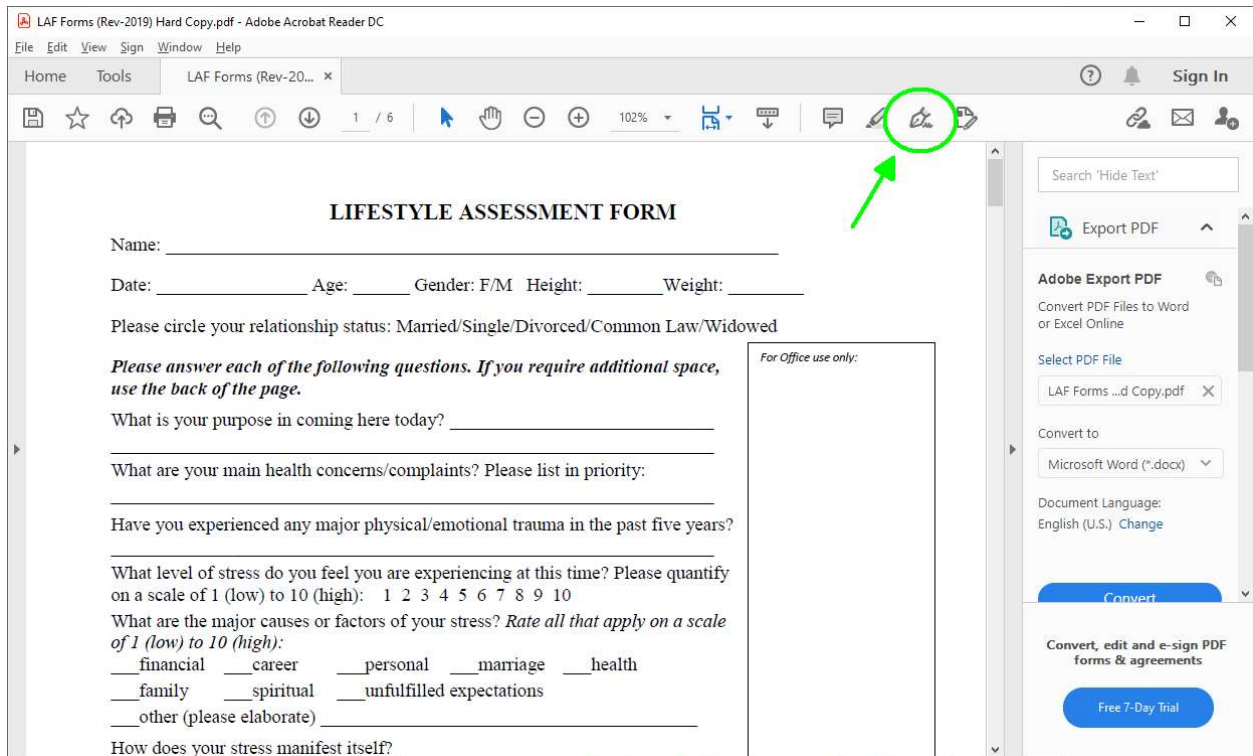 LAF Forms (Rev-2019) Hard Copy.pdf - Adobe Acrobat Reader DC
File Edit View Sign Window Help
Home Tools LAF Forms (Rev-20... × Sign In
1 / 6 102%
LIFESTYLE ASSESSMENT FORM
Name: ____________________
Date: __________ Age: ______ Gender: F/M Height: ________Weight: ________
Please circle your relationship status: Married/Single/Divorced/Common Law/Widowed
Please answer each of the following questions. If you require additional space,
use the back of the page.
What is your purpose in coming here today? ____________________
What are your main health concerns/complaints? Please list in priority:
Have you experienced any major physical/emotional trauma in the past five years?
What level of stress do you feel you are experiencing at this time? Please quantify
on a scale of 1 (low) to 10 (high): 1 2 3 4 5 6 7 8 9 10
What are the major causes or factors of your stress? Rate all that apply on a scale
of 1 (low) to 10 (high):
___financial ___career ___personal ___marriage ___health
___family ___spiritual ___unfulfilled expectations
___other (please elaborate) ____________________
How does your stress manifest itself?
For Office use only:
Search 'Hide Text'
Export PDF
Adobe Export PDF
Convert PDF Files to Word
or Excel Online
Select PDF File
LAF Forms ...d Copy.pdf
Convert to
Microsoft Word (*.docx)
Document Language:
English (U.S.) Change
Convert
Convert, edit and e-sign PDF
forms & agreements
Free 7-Day Trial